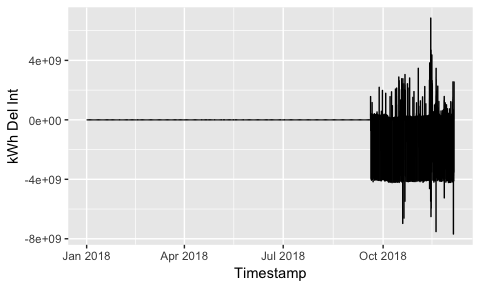 4e+09
0e+00
-4e+09
-8e+09
kWh Del Int
Jan 2018 Apr 2018 Jul 2018 Oct 2018
Timestamp